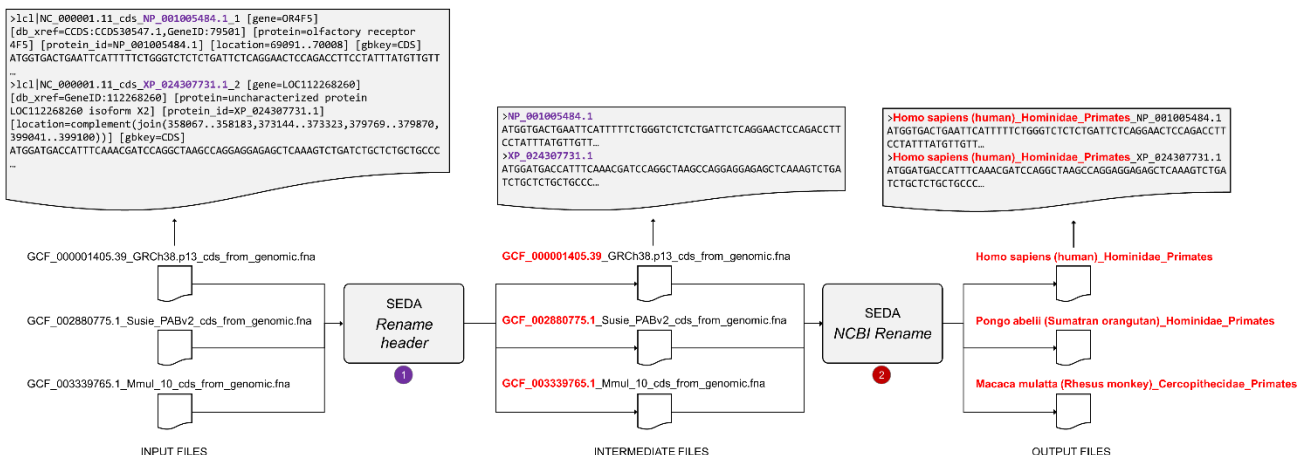 >lcl|NC_000001.11_cds_NP_001005484.1_1 [gene=OR4F5]
[db_xref=CCDS:CCDS30547.1,GeneID:79501] [protein=olfactory receptor
4F5] [protein_id=NP_001005484.1] [location=69091..70008] [gbkey=CDS]
ATGGTGACTGAATTCATTTTTCTGGGTCTCTCTGATTCTCAGGAACTCCAGACCTTCCTATTTATGTTGTT
…
>lcl|NC_000001.11_cds_XP_024307731.1_2 [gene=LOC112268260]
[db_xref=GeneID:112268260] [protein=uncharacterized protein
LOC112268260 isoform X2] [protein_id=XP_024307731.1]
[location=complement(join(358067..358183,373144..373323,379769..379870,
399041..399100))] [gbkey=CDS]
ATGGATGACCATTTCAAACGATCCAGGCTAAGCCAGGAGGAGAGCTCAAAGTCTGATCTGCTCTGCTGCCC
…
>NP_001005484.1
ATGGTGACTGAATTCATTTTTCTGGGTCTCTCTGATTCTCAGGAACTCCAGACCTT
CCTATTTATGTTGTT…
>XP_024307731.1
ATGGATGACCATTTCAAACGATCCAGGCTAAGCCAGGAGGAGAGCTCAAAGTCTGA
TCTGCTCTGCTGCCC…
>Homo sapiens (human)_Hominidae_Primates_NP_001005484.1
ATGGTGACTGAATTCATTTTTCTGGGTCTCTCTGATTCTCAGGAACTCCAGACCTT
CCTATTTATGTTGTT…
>Homo sapiens (human)_Hominidae_Primates_XP_024307731.1
ATGGATGACCATTTCAAACGATCCAGGCTAAGCCAGGAGGAGAGCTCAAAGTCTGA
TCTGCTCTGCTGCCC…
GCF_000001405.39_GRCh38.p13_cds_from_genomic.fna
GCF_000001405.39_GRCh38.p13_cds_from_genomic.fna
Homo sapiens (human)_Hominidae_Primates
GCF_002880775.1_Susie_PABv2_cds_from_genomic.fna
SEDA
Rename
header
1
GCF_002880775.1_Susie_PABv2_cds_from_genomic.fna
SEDA
NCBI Rename
2
Pongo abelii (Sumatran orangutan)_Hominidae_Primates
GCF_003339765.1_Mmul_10_cds_from_genomic.fna
GCF_003339765.1_Mmul_10_cds_from_genomic.fna
Macaca mulatta (Rhesus monkey)_Cercopithecidae_Primates
INPUT FILES
INTERMEDIATE FILES
OUTPUT FILES